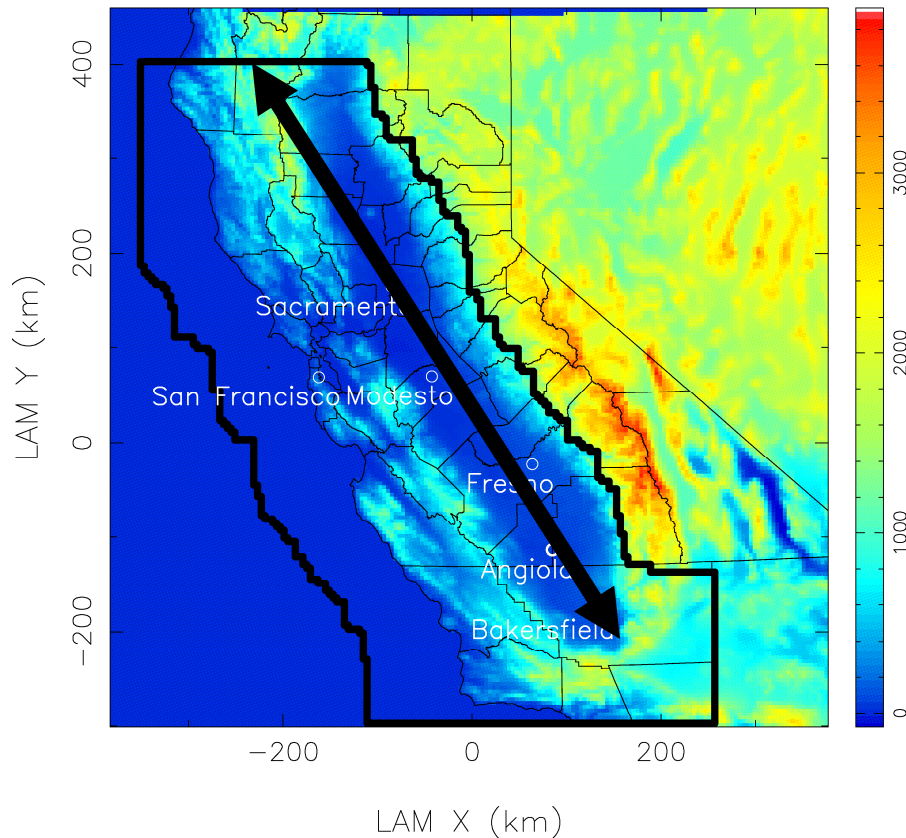 400
200
0
-200
LAM Y (km)
Sacrament
San Francisco
Modesto
Fresno
Angiola
Bakersfield
-200
0
200
LAM X (km)
3000
2000
1000
0